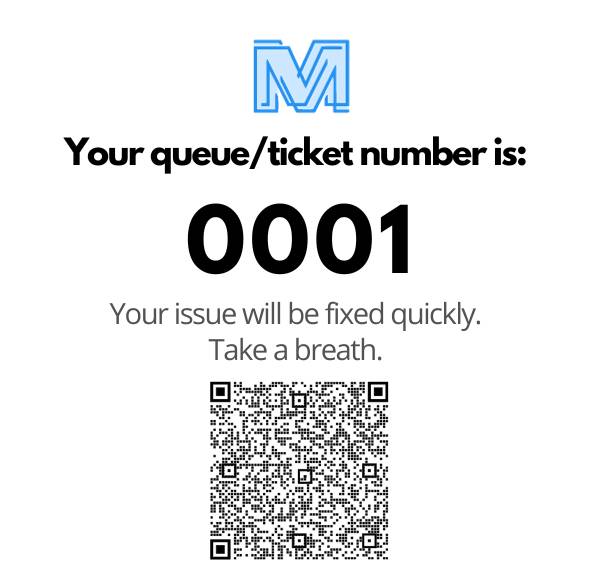 M
Your queue/ticket number is:
0001
Your issue will be fixed quickly.
Take a breath.